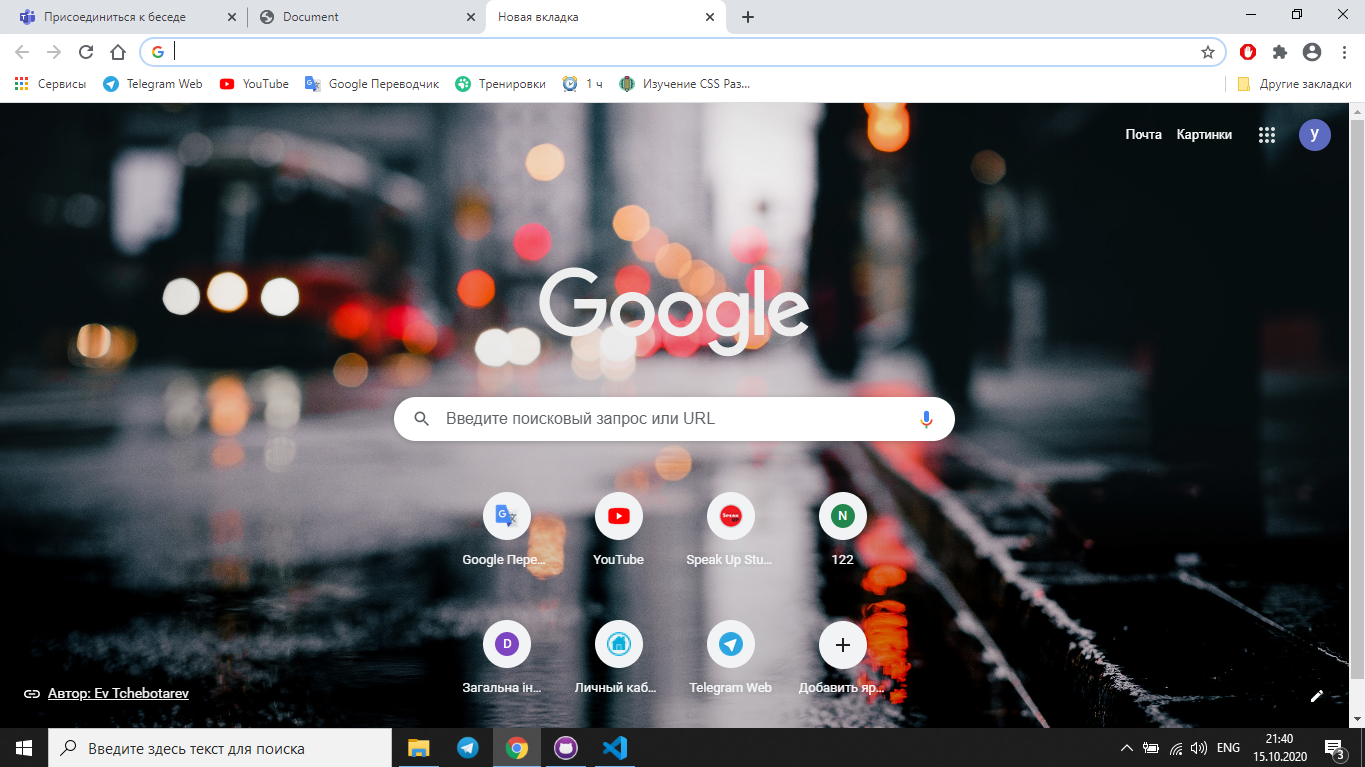 Присоединиться к беседе
Document
Новая вкладка
Сервисы
Telegram Web
YouTube
Google Переводчик
Тренировки
1 ч
Изучение CSS Раз...
Другие закладки
Почта
Картинки
У
Google
Введите поисковый запрос или URL
Google Пере...
YouTube
Speak Up Stu...
N
122
D
Загальна ін...
Личный каб...
Telegram Web
Добавить яр...
Автор: Ev Tchebotarev
Введите здесь текст для поиска
ENG
21:40
15.10.2020
3